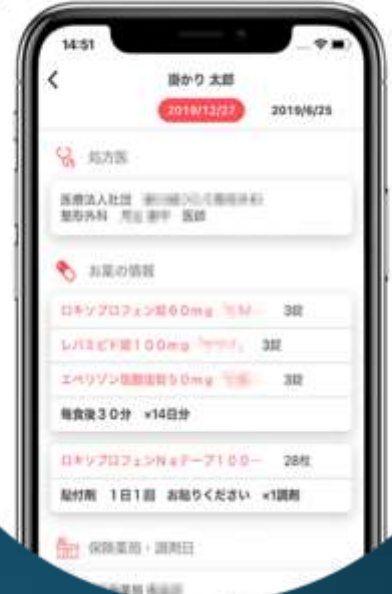 14:51
掛かり 太郎
2019/12/27 2019/6/25
処方医
医療法人社団
整形外科 医師
お薬の情報
ロキソプロフェン錠60mg 3錠
レバミピド錠100mg 3錠
エペリゾン塩酸塩錠50mg 3錠
毎食後30分 ×14日分
ロキソプロフェンNaテープ100… 28枚
貼付剤 1日1回 お貼りください ×1調剤
保険薬局・調剤日